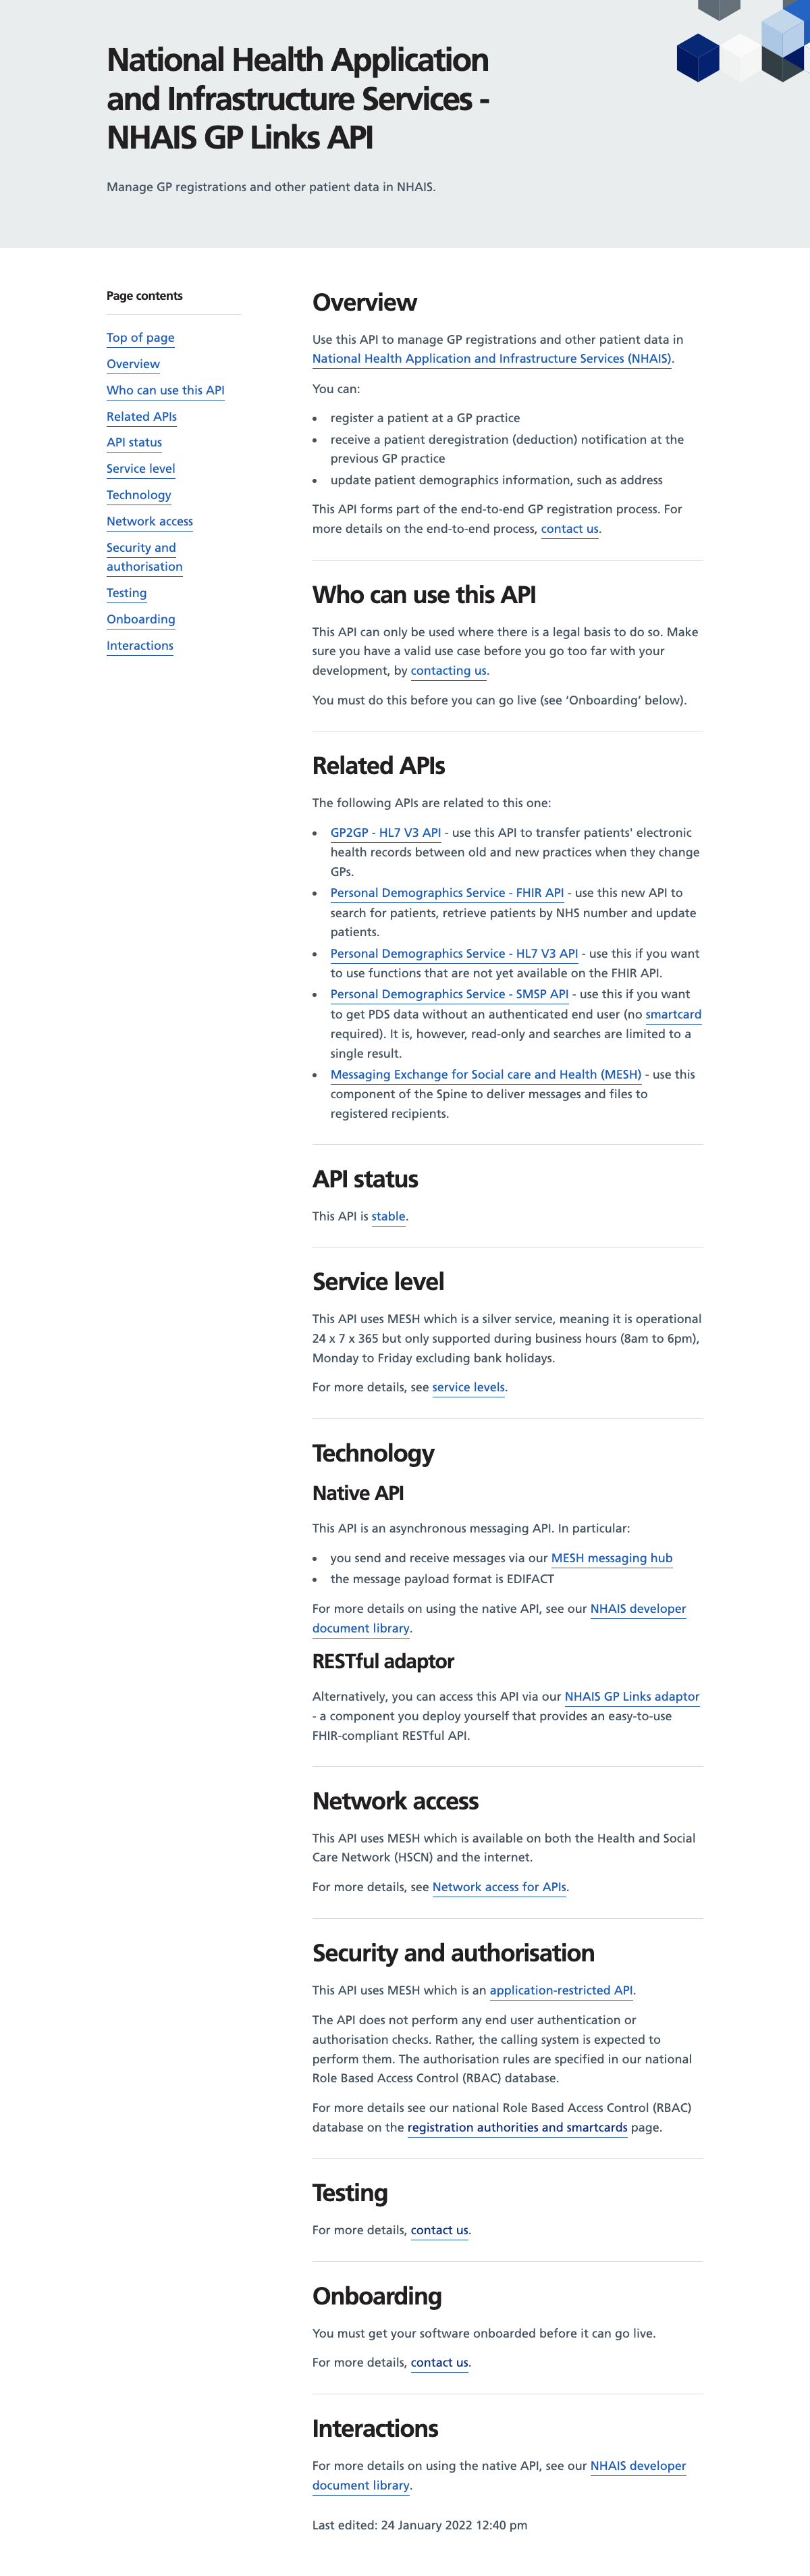 National Health Application
and Infrastructure Services -
NHAIS GP Links API
Manage GP registrations and other patient data in NHAIS.
Page contents
Top of page
Overview
Who can use this API
Related APIs
API status
Service level
Technology
Network access
Security and
authorisation
Testing
Onboarding
Interactions
Overview
Use this API to manage GP registrations and other patient data in
National Health Application and Infrastructure Services (NHAIS).
You can:
• register a patient at a GP practice
• receive a patient deregistration (deduction) notification at the
previous GP practice
• update patient demographics information, such as address
This API forms part of the end-to-end GP registration process. For
more details on the end-to-end process, contact us.
Who can use this API
This API can only be used where there is a legal basis to do so. Make
sure you have a valid use case before you go too far with your
development, by contacting us.
You must do this before you can go live (see ‘Onboarding’ below).
Related APIs
The following APIs are related to this one:
• GP2GP - HL7 V3 API - use this API to transfer patients' electronic
health records between old and new practices when they change
GPs.
• Personal Demographics Service - FHIR API - use this new API to
search for patients, retrieve patients by NHS number and update
patients.
• Personal Demographics Service - HL7 V3 API - use this if you want
to use functions that are not yet available on the FHIR API.
• Personal Demographics Service - SMSP API - use this if you want
to get PDS data without an authenticated end user (no smartcard
required). It is, however, read-only and searches are limited to a
single result.
• Messaging Exchange for Social care and Health (MESH) - use this
component of the Spine to deliver messages and files to
registered recipients.
API status
This API is stable.
Service level
This API uses MESH which is a silver service, meaning it is operational
24 x 7 x 365 but only supported during business hours (8am to 6pm),
Monday to Friday excluding bank holidays.
For more details, see service levels.
Technology
Native API
This API is an asynchronous messaging API. In particular:
• you send and receive messages via our MESH messaging hub
• the message payload format is EDIFACT
For more details on using the native API, see our NHAIS developer
document library.
RESTful adaptor
Alternatively, you can access this API via our NHAIS GP Links adaptor
- a component you deploy yourself that provides an easy-to-use
FHIR-compliant RESTful API.
Network access
This API uses MESH which is available on both the Health and Social
Care Network (HSCN) and the internet.
For more details, see Network access for APIs.
Security and authorisation
This API uses MESH which is an application-restricted API.
The API does not perform any end user authentication or
authorisation checks. Rather, the calling system is expected to
perform them. The authorisation rules are specified in our national
Role Based Access Control (RBAC) database.
For more details see our national Role Based Access Control (RBAC)
database on the registration authorities and smartcards page.
Testing
For more details, contact us.
Onboarding
You must get your software onboarded before it can go live.
For more details, contact us.
Interactions
For more details on using the native API, see our NHAIS developer
document library.
Last edited: 24 January 2022 12:40 pm